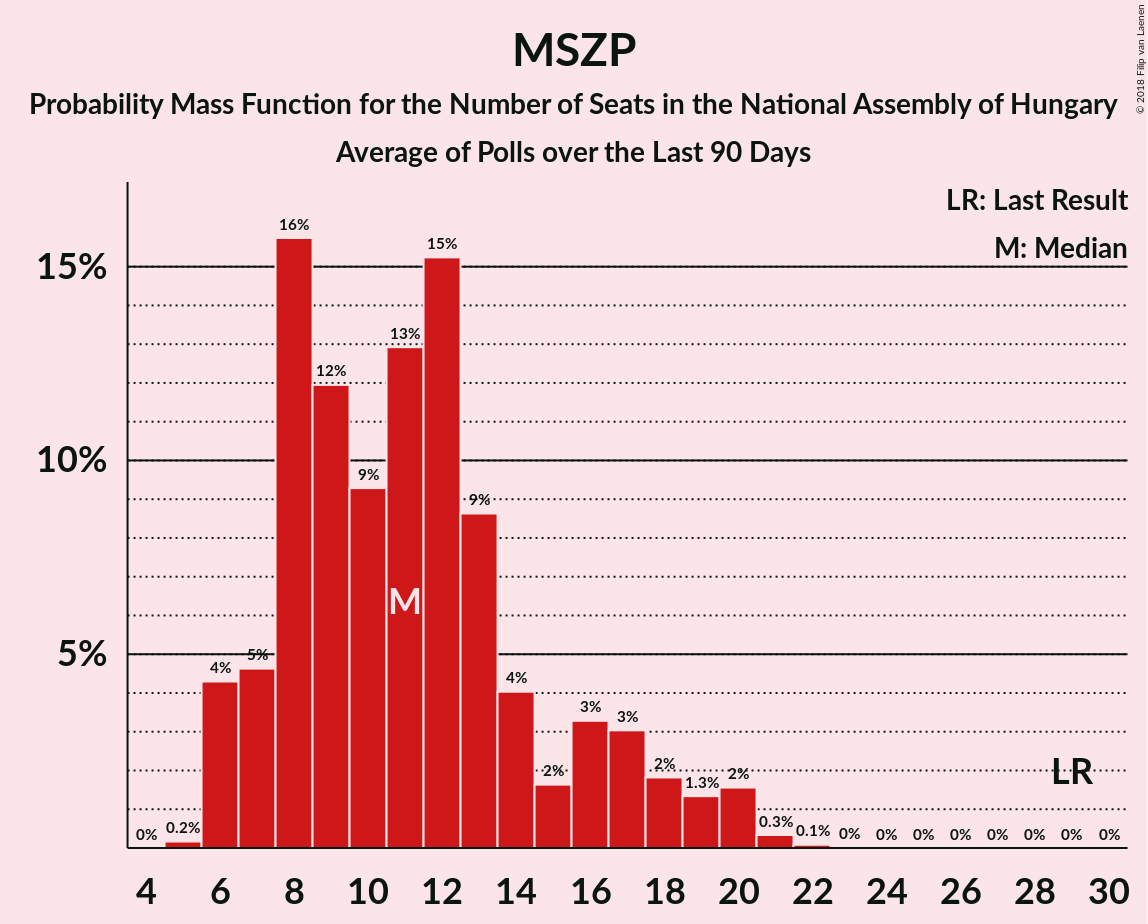 MSZP
Probability Mass Function for the Number of Seats in the National Assembly of Hungary
Average of Polls over the Last 90 Days
© 2018 Filip van Laenen
LR: Last Result
M: Median
15%
10%
5%
0% 0.2% 4% 5% 16% 12% 9% 13% 15% 9% 4% 2% 3% 3% 2% 1.3% 2% 0.3% 0.1% 0% 0% 0% 0% 0% 0% 0% 0%
M
LR
4 6 8 10 12 14 16 18 20 22 24 26 28 30